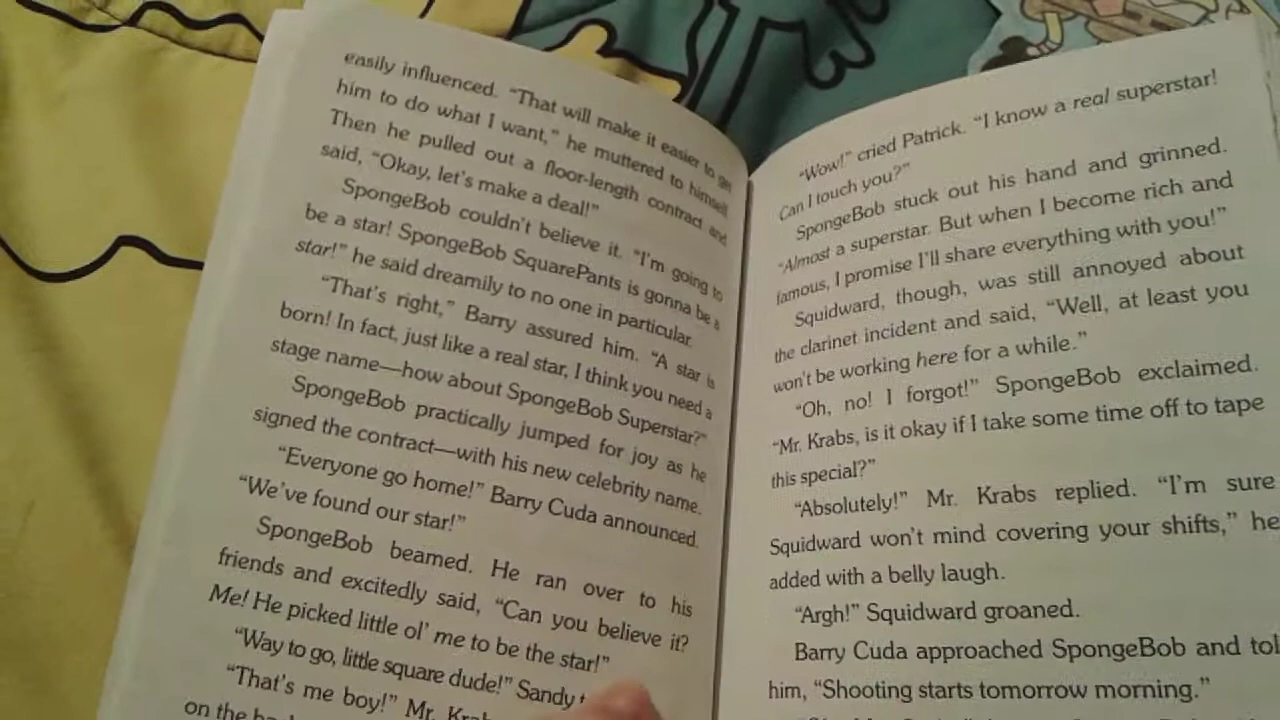 easily influenced. "That will make it easier to get
him to do what I want," he muttered to himself.
Then he pulled out a floor-length contract and
said, "Okay, let's make a deal!"
SpongeBob couldn't believe it. "I'm going to
be a star! SpongeBob SquarePants is gonna be a
star!" he said dreamily to no one in particular.
"That's right," Barry assured him. "A star is
born! In fact, just like a real star, I think you need a
stage name—how about SpongeBob Superstar?"
SpongeBob practically jumped for joy as he
signed the contract—with his new celebrity name.
"Everyone go home!" Barry Cuda announced.
"We've found our star!"
SpongeBob beamed. He ran over to his
friends and excitedly said, "Can you believe it?
Me! He picked little ol' me to be the star!"
"Way to go, little square dude!" Sandy
"That's me boy!" Mr.
on the
"Wow!" cried Patrick. "I know a real superstar!
Can I touch you?"
SpongeBob stuck out his hand and grinned.
"Almost a superstar. But when I become rich and
famous, I promise I'll share everything with you!"
Squidward, though, was still annoyed about
the clarinet incident and said, "Well, at least you
won't be working here for a while."
"Oh, no! I forgot!" SpongeBob exclaimed.
"Mr. Krabs, is it okay if I take some time off to tape
this special?"
"Absolutely!" Mr. Krabs replied. "I'm sure
Squidward won't mind covering your shifts," he
added with a belly laugh.
"Argh!" Squidward groaned.
Barry Cuda approached SpongeBob and tol
him, "Shooting starts tomorrow morning."